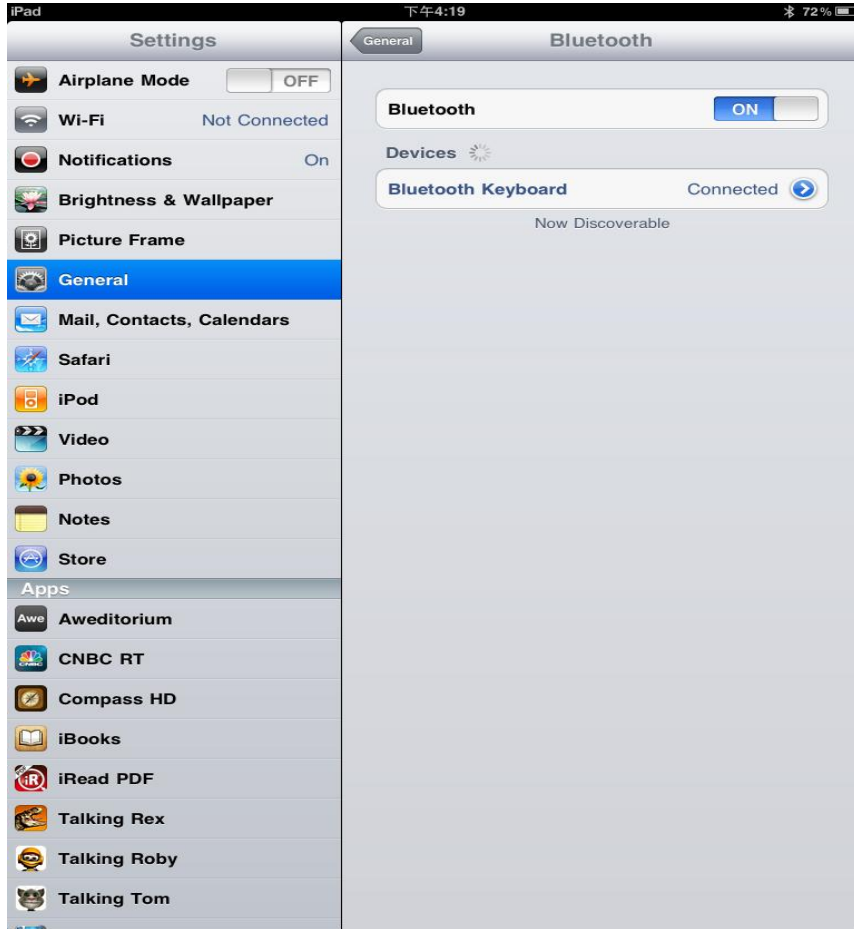 iPad 下午4:19 72%
Settings
Airplane Mode OFF
Wi-Fi Not Connected
Notifications On
Brightness & Wallpaper
Picture Frame
General
Mail, Contacts, Calendars
Safari
iPod
Video
Photos
Notes
Store
Apps
Awe Aweditorium
CNBC CNBC RT
Compass HD
iBooks
iR iRead PDF
Talking Rex
Talking Roby
Talking Tom
General Bluetooth
Bluetooth ON
Devices
Bluetooth Keyboard Connected
Now Discoverable